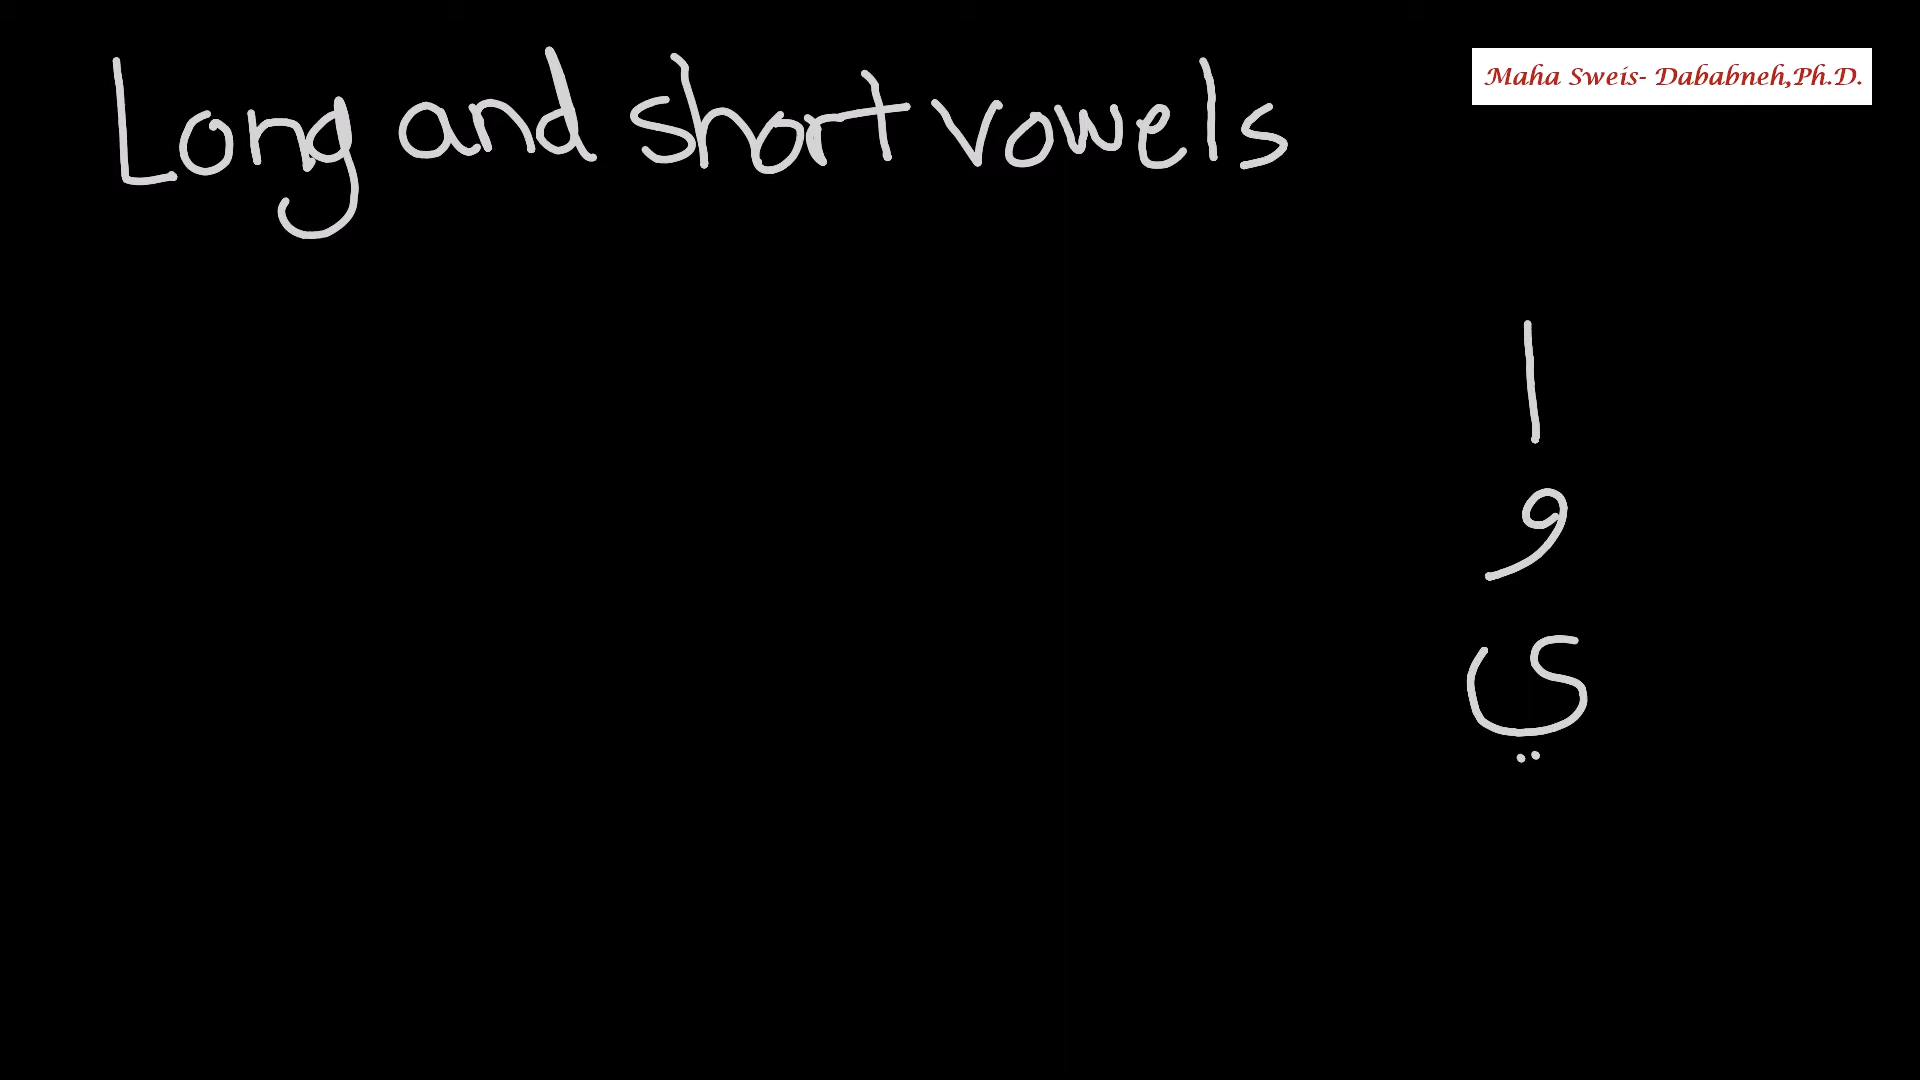 Long and short vowels
Maha Sweis- Dababneh,Ph.D.
ا
و
ي